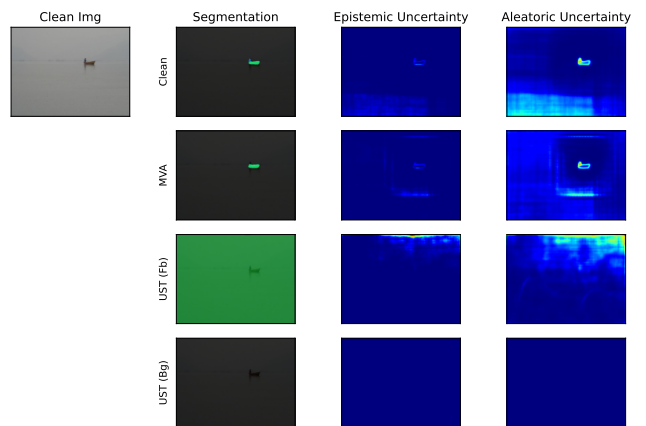 Clean Img
Segmentation
Epistemic Uncertainty
Aleatoric Uncertainty
Clean
MVA
UST (Fb)
UST (Bg)